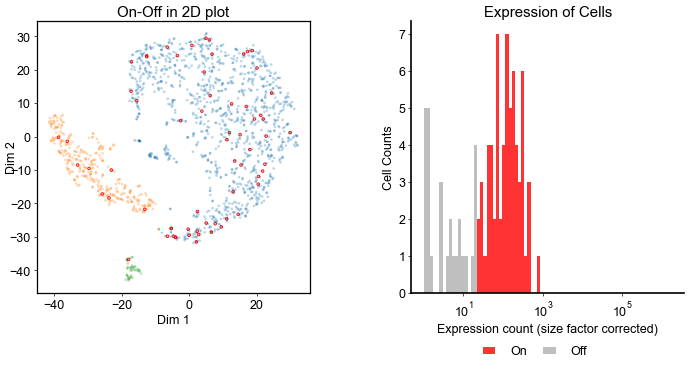 On-Off in 2D plot
30
20
10
0
−10
−20
−30
−40
Dim 2
−40 −20 0 20
Dim 1
Expression of Cells
7
6
5
4
3
2
1
0
Cell Counts
10^1 10^3 10^5
Expression count (size factor corrected)
On Off